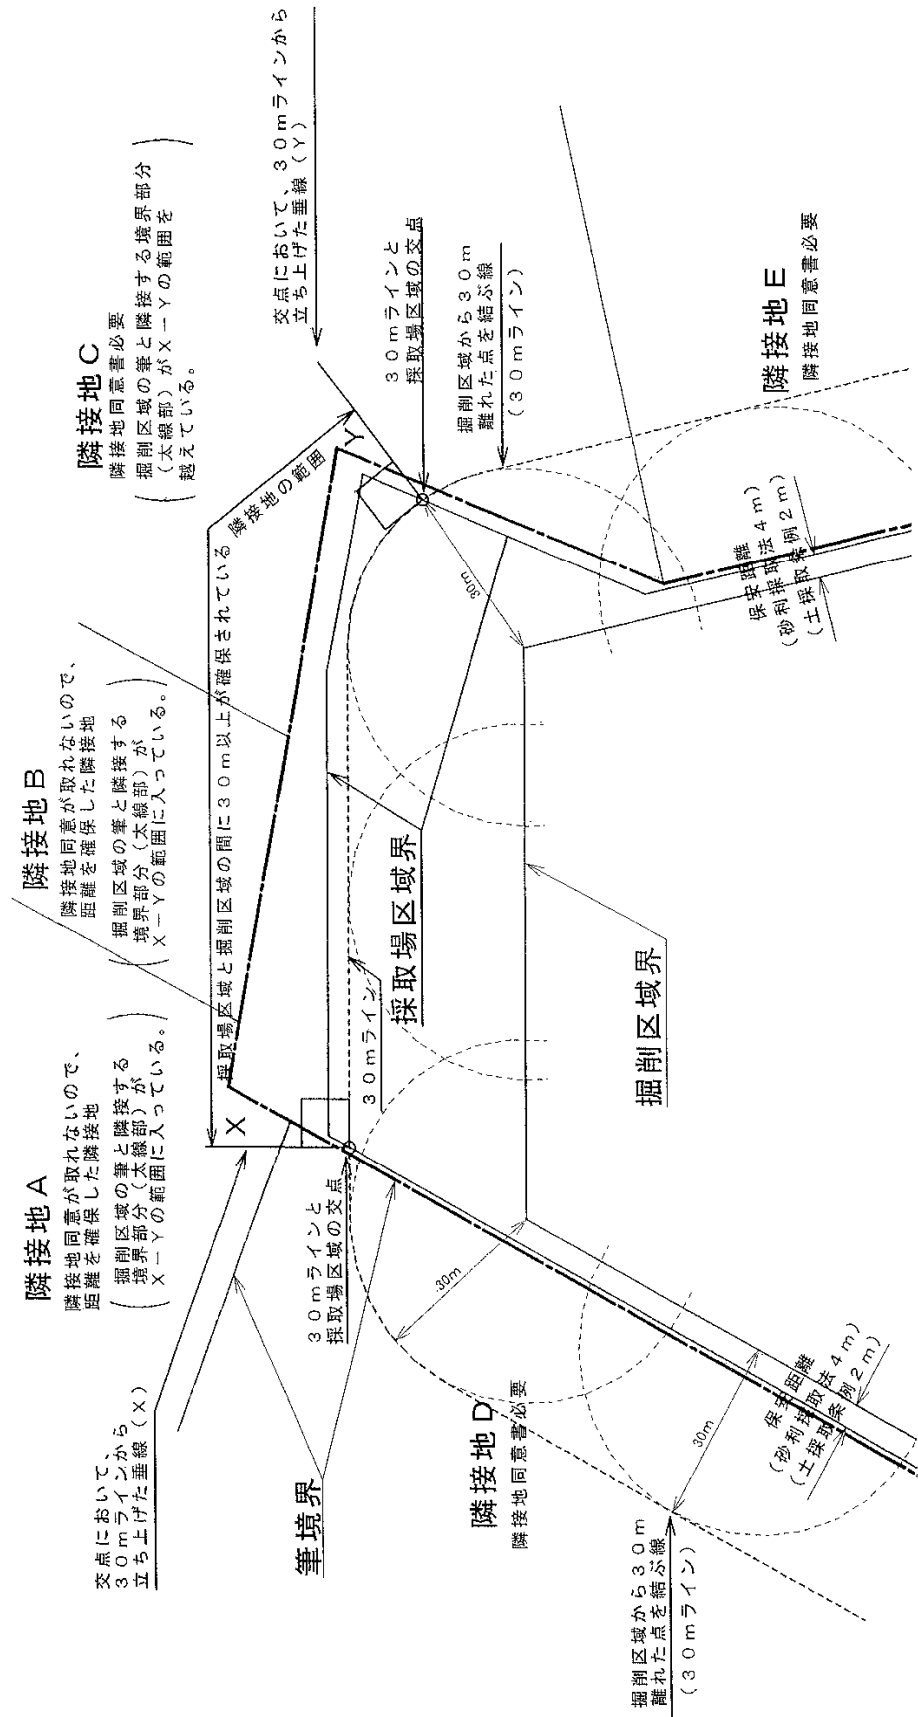 隣接地A
隣接地同意が取れないので、
距離を確保した隣接地
掘削区域の筆と隣接する
境界部分（太線部）が
X－Yの範囲に入っている。
隣接地B
隣接地同意が取れないので、
距離を確保した隣接地
掘削区域の筆と隣接する
境界部分（太線部）が
X－Yの範囲に入っている。
隣接地C
隣接地同意書必要
掘削区域の筆と隣接する境界部分
（太線部）がX－Yの範囲を
越えている。
交点において、
30mラインから
立ち上げた垂線（X）
X
採取場区域と掘削区域の間に30m以上が確保されている
隣接地の範囲
Y
交点において、30mラインから
立ち上げた垂線（Y）
筆境界
30mラインと
採取場区域の交点
30mライン
採取場区域界
30mラインと
採取場区域の交点
掘削区域から30m
離れた点を結ぶ線
（30mライン）
30m
30m
隣接地D
隣接地同意書必要
掘削区域界
隣接地E
隣接地同意書必要
掘削区域から30m
離れた点を結ぶ線
（30mライン）
30m
保安距離
（砂利採取法4m）
（土採取条例2m）
保安距離
（砂利採取法4m）
（土採取条例2m）